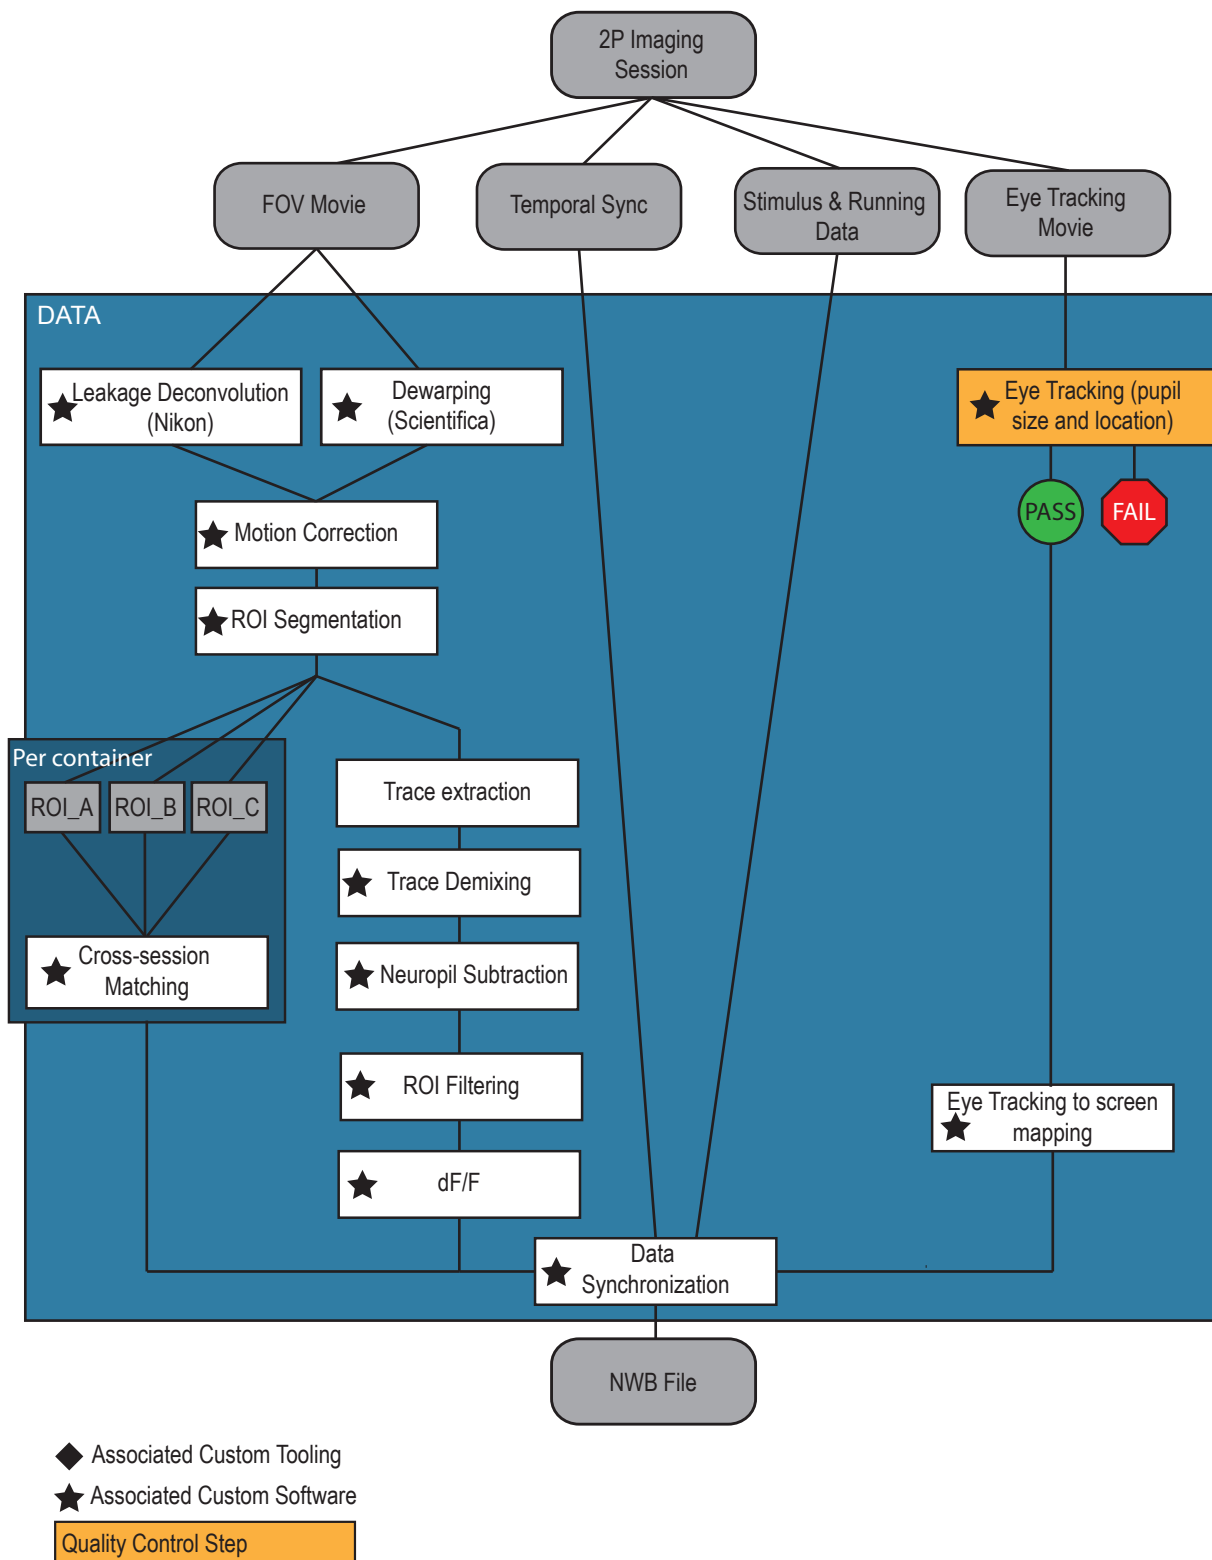 2P Imaging
Session
FOV Movie
Temporal Sync
Stimulus & Running
Data
Eye Tracking
Movie
DATA
Leakage Deconvolution
(Nikon)
Dewarping
(Scientifica)
Eye Tracking (pupil
size and location)
PASS
FAIL
Motion Correction
ROI Segmentation
Per container
ROI_A
ROI_B
ROI_C
Cross-session
Matching
Trace extraction
Trace Demixing
Neuropil Subtraction
ROI Filtering
dF/F
Eye Tracking to screen
mapping
Data
Synchronization
NWB File
Associated Custom Tooling
Associated Custom Software
Quality Control Step